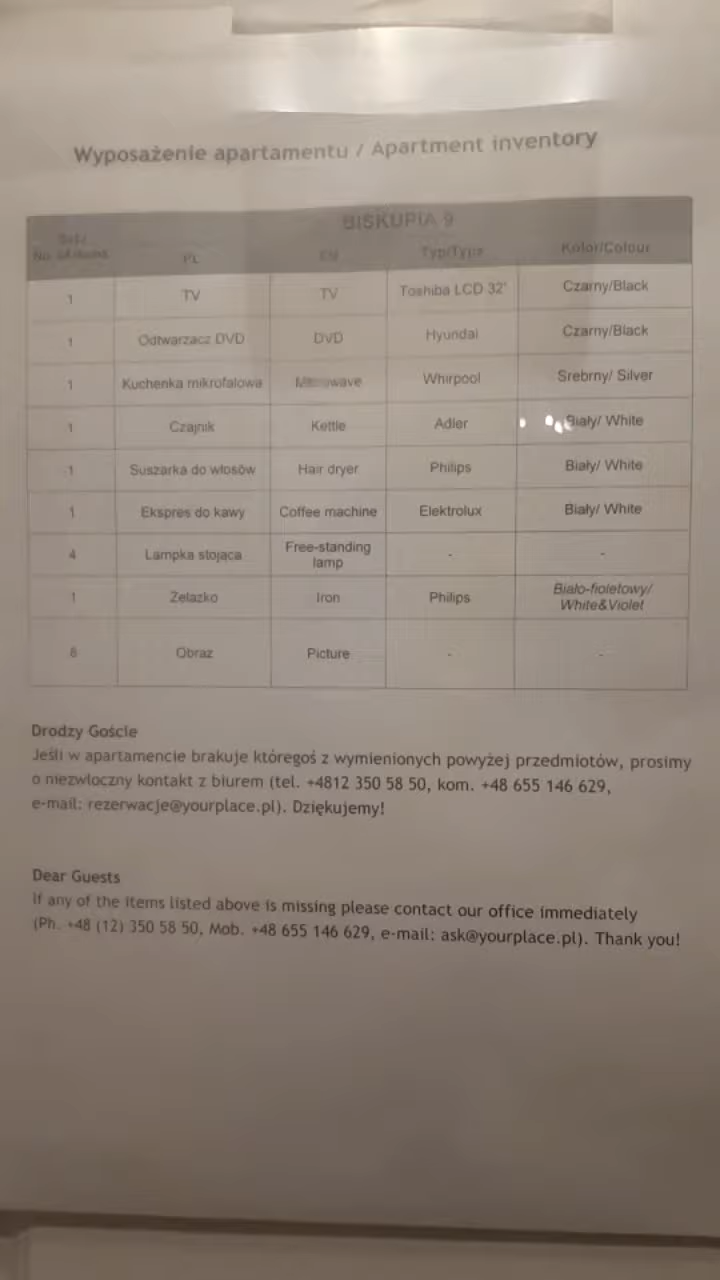 Wyposażenie apartamentu / Apartment inventory
BISKUPIA 9
PL EN Typ/Type Kolor/Colour
1 TV TV Toshiba LCD 32' Czarny/Black
1 Odtwarzacz DVD DVD Hyundai Czarny/Black
1 Kuchenka mikrofalowa Microwave Whirpool Srebrny/ Silver
1 Czajnik Kettle Adler Biały/ White
1 Suszarka do włosów Hair dryer Philips Biały/ White
1 Ekspres do kawy Coffee machine Elektrolux Biały/ White
4 Lampka stojąca Free-standing lamp - -
1 Żelazko Iron Philips Biało-fioletowy/ White&Violet
8 Obraz Picture - -
Drodzy Goście
Jeśli w apartamencie brakuje któregoś z wymienionych powyżej przedmiotów, prosimy
o niezwłoczny kontakt z biurem (tel. +4812 350 58 50, kom. +48 655 146 629,
e-mail: rezerwacje@yourplace.pl). Dziękujemy!
Dear Guests
If any of the items listed above is missing please contact our office immediately
(Ph. +48 (12) 350 58 50, Mob. +48 655 146 629, e-mail: ask@yourplace.pl). Thank you!